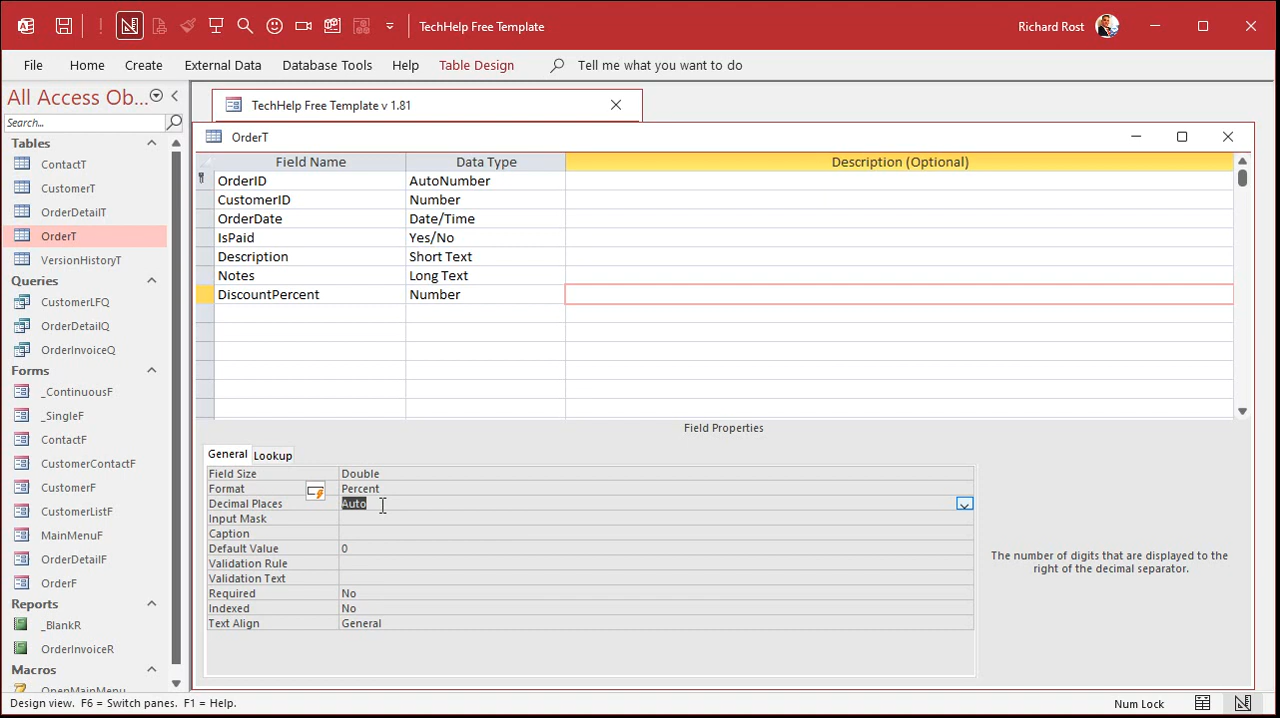 TechHelp Free Template
Richard Rost
File Home Create External Data Database Tools Help Table Design Tell me what you want to do
All Access Ob...
Search...
Tables
ContactT
CustomerT
OrderDetailT
OrderT
VersionHistoryT
Queries
CustomerLFQ
OrderDetailQ
OrderInvoiceQ
Forms
_ContinuousF
_SingleF
ContactF
CustomerContactF
CustomerF
CustomerListF
MainMenuF
OrderDetailF
OrderF
Reports
_BlankR
OrderInvoiceR
Macros
OpenMainMenu
TechHelp Free Template v 1.81
OrderT
Field Name Data Type Description (Optional)
OrderID AutoNumber
CustomerID Number
OrderDate Date/Time
IsPaid Yes/No
Description Short Text
Notes Long Text
DiscountPercent Number
Field Properties
General Lookup
Field Size Double
Format Percent
Decimal Places Auto
Input Mask
Caption
Default Value 0
Validation Rule
Validation Text
Required No
Indexed No
Text Align General
The number of digits that are displayed to the
right of the decimal separator.
Design view. F6 = Switch panes. F1 = Help.
Num Lock